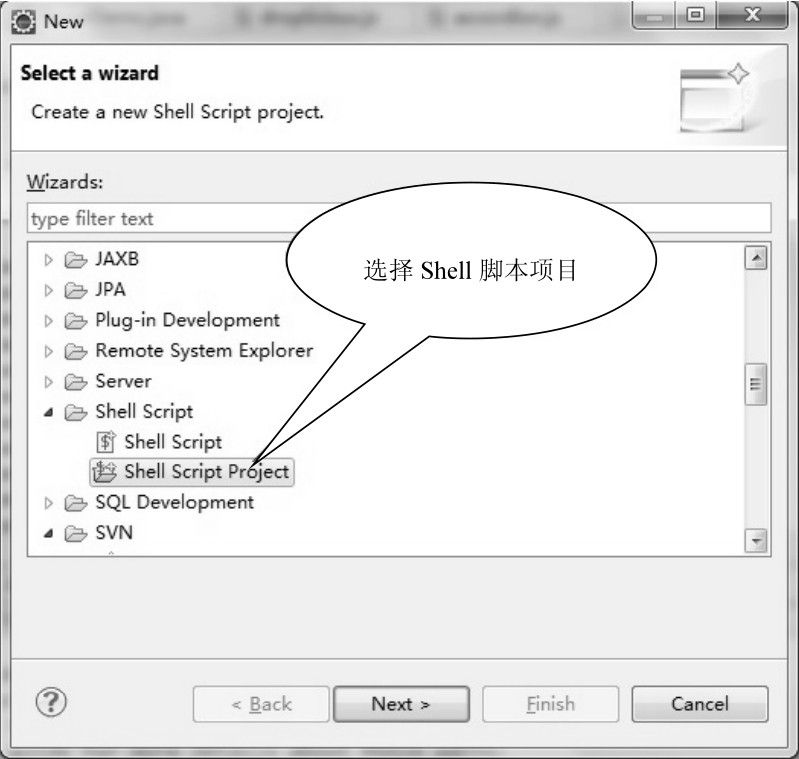 New
Select a wizard
Create a new Shell Script project.
Wizards:
type filter text
选择 Shell 脚本项目
JAXB
JPA
Plug-in Development
Remote System Explorer
Server
Shell Script
Shell Script
Shell Script Project
SQL Development
SVN
?
< Back
Next >
Finish
Cancel